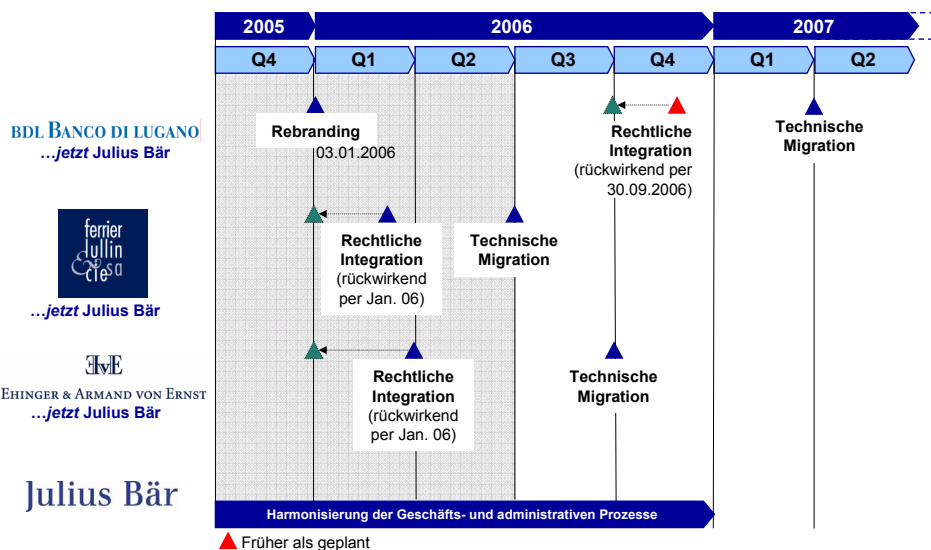 2005 2006 2007
Q4 Q1 Q2 Q3 Q4 Q1 Q2
BDL BANCO DI LUGANO
...jetzt Julius Bär
Rebranding
03.01.2006
Rechtliche
Integration
(rückwirkend per
30.09.2006)
Technische
Migration
ferrier
lullin
& cie sa
...jetzt Julius Bär
Rechtliche
Integration
(rückwirkend
per Jan. 06)
Technische
Migration
EvE
EHINGER & ARMAND VON ERNST
...jetzt Julius Bär
Rechtliche
Integration
(rückwirkend
per Jan. 06)
Technische
Migration
Julius Bär
Harmonisierung der Geschäfts- und administrativen Prozesse
Früher als geplant